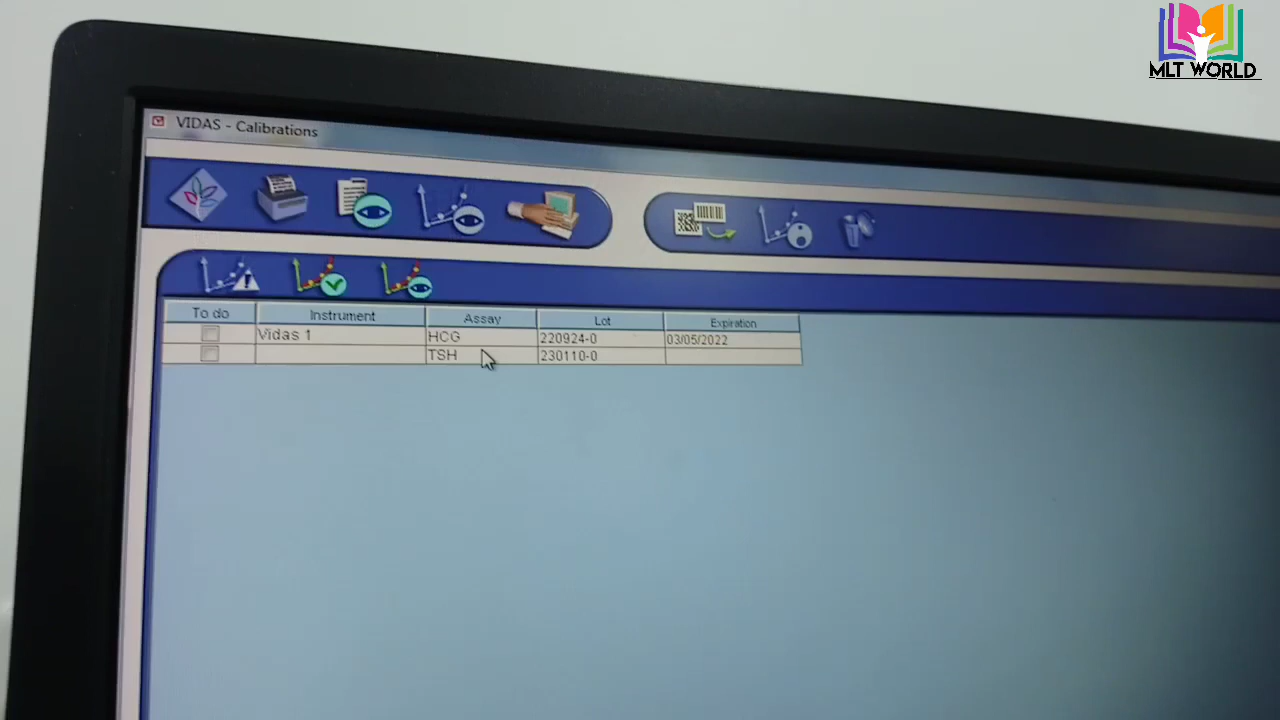 MLT WORLD
VIDAS - Calibrations
To do Instrument Assay Lot Expiration
Vidas 1 HCG 220924-0 03/05/2022
TSH 230110-0